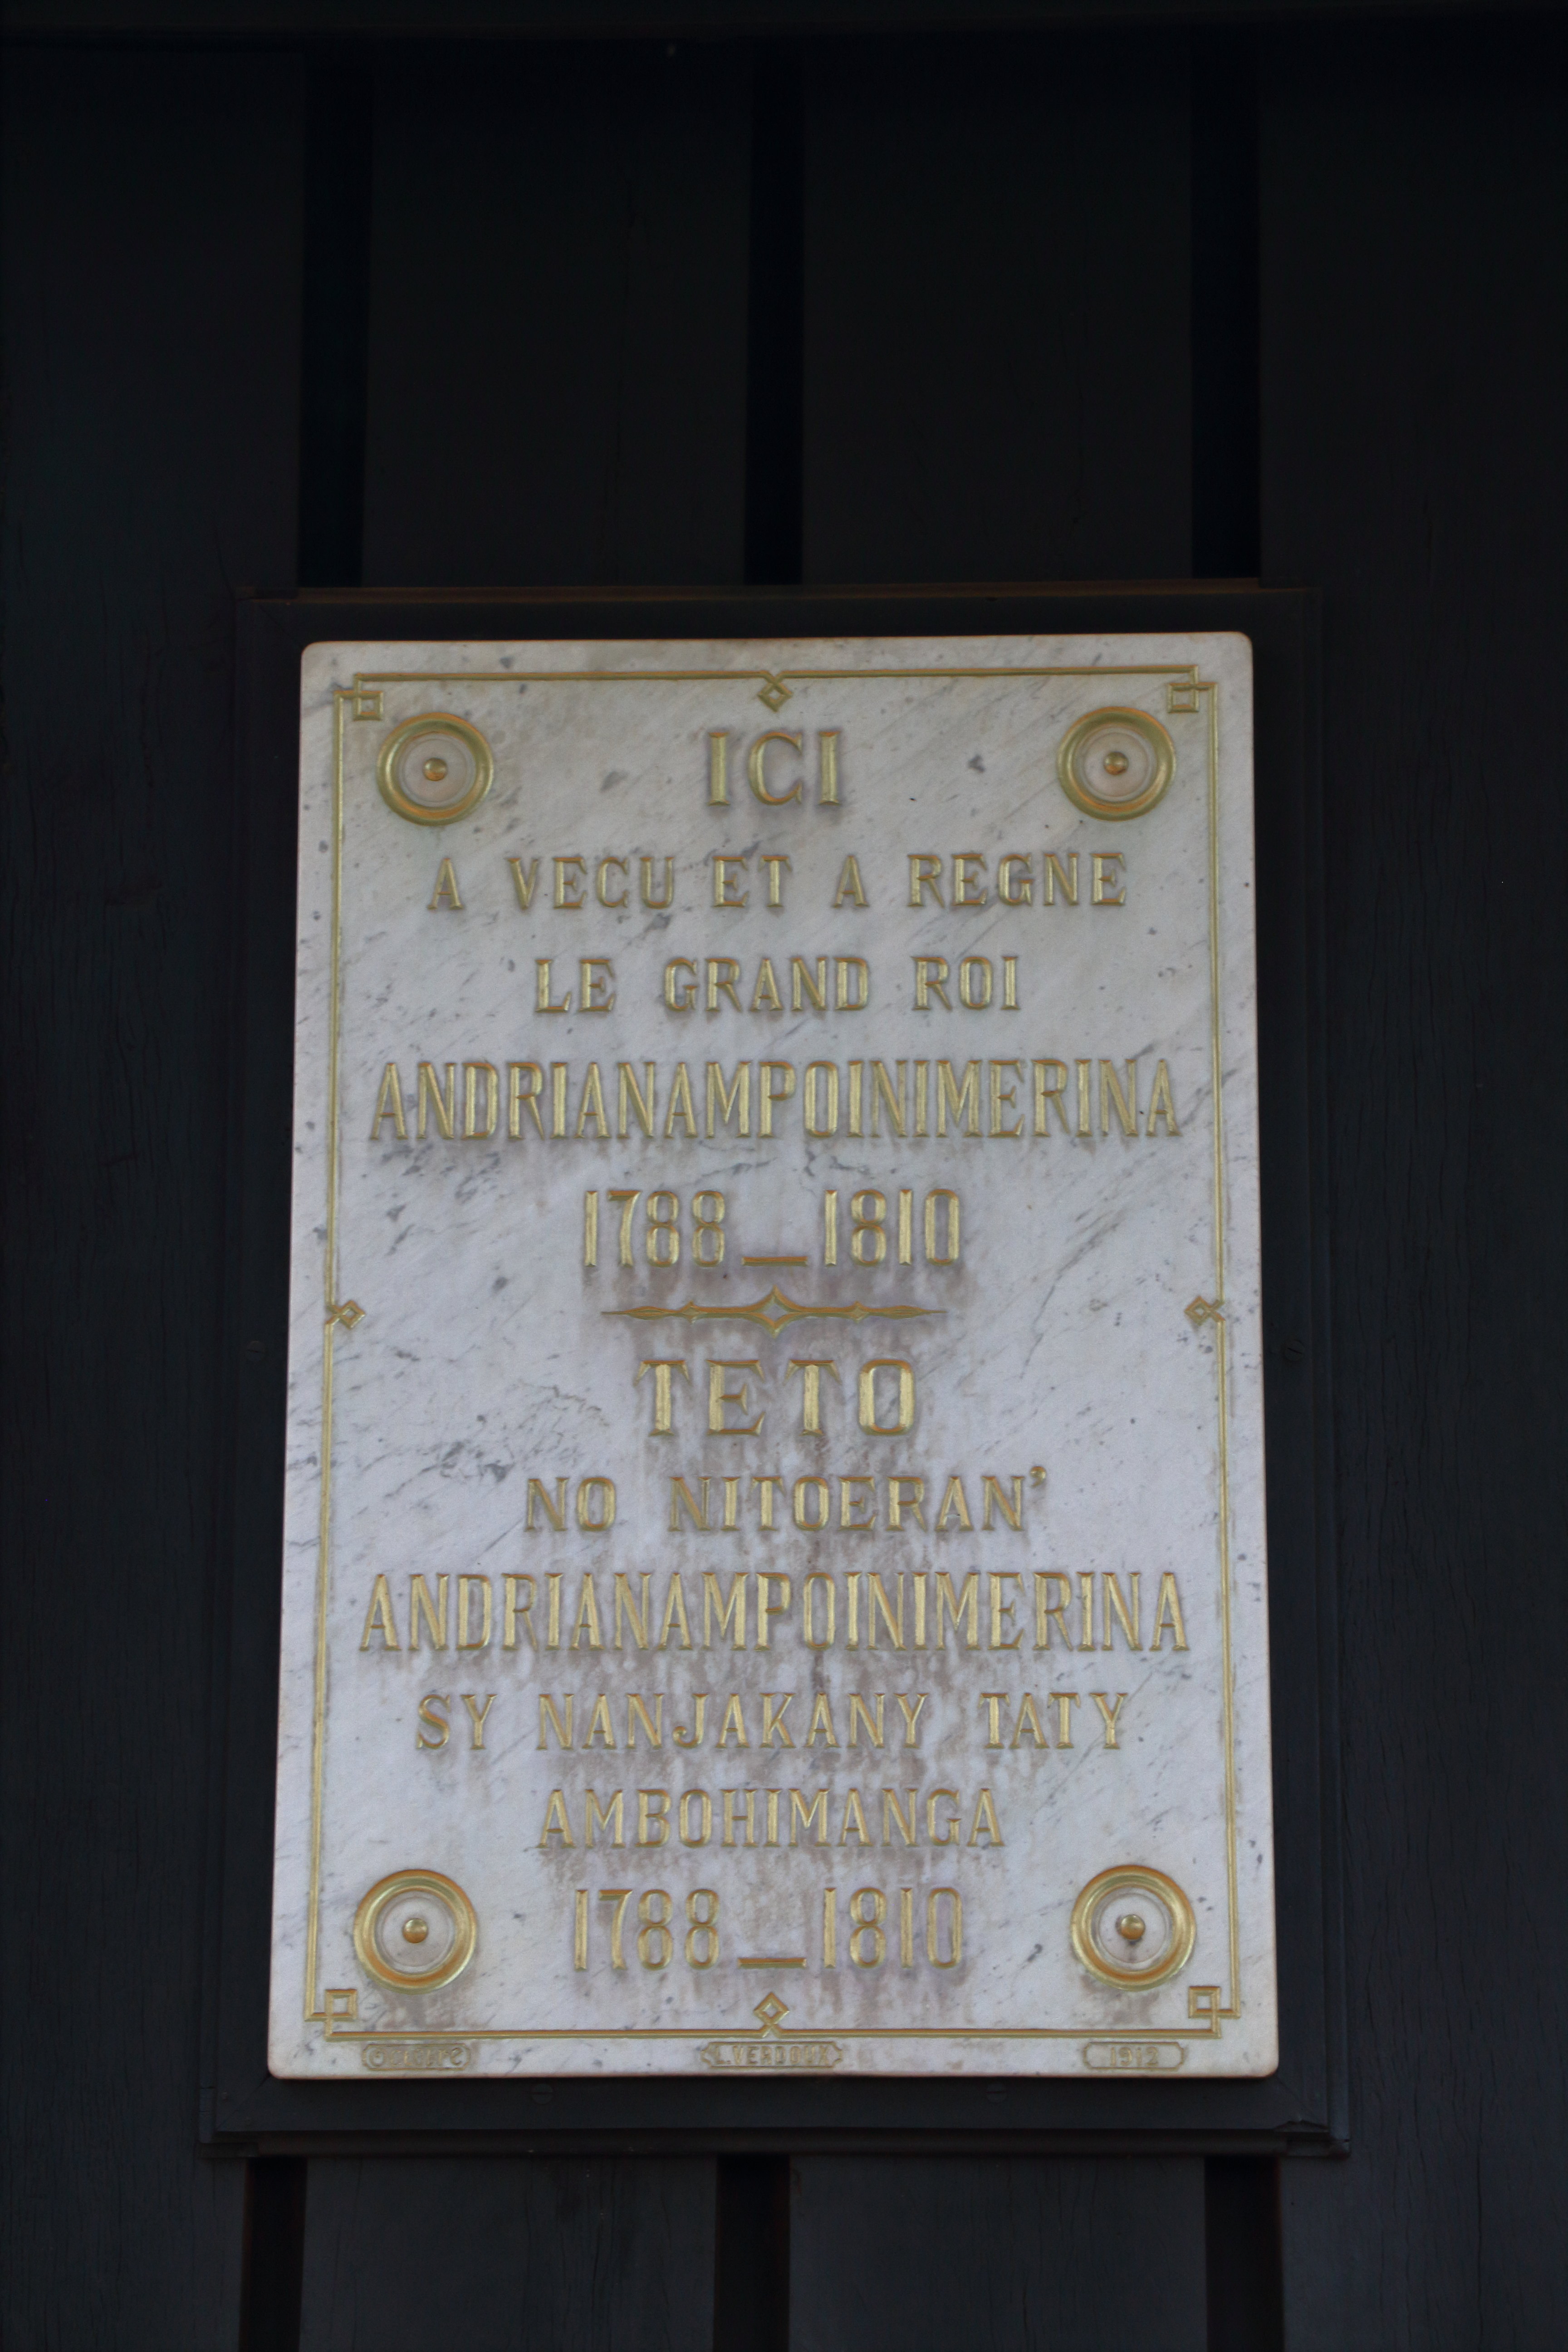 ICI
A VECU ET A REGNE
LE GRAND ROI
ANDRIANAMPOINIMERINA
1788_1810
TETO
NO NITOERAN'
ANDRIANAMPOINIMERINA
SY NANJAKANY TATY
AMBOHIMANGA
1788_1810
L. VERDOUX 1912